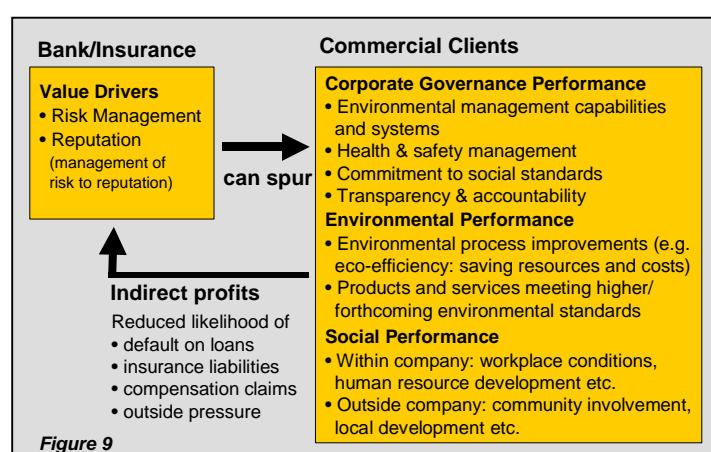 Bank/Insurance
Value Drivers
• Risk Management
• Reputation
(management of
risk to reputation)
can spur
Commercial Clients
Corporate Governance Performance
• Environmental management capabilities
and systems
• Health & safety management
• Commitment to social standards
• Transparency & accountability
Environmental Performance
• Environmental process improvements (e.g.
eco-efficiency: saving resources and costs)
• Products and services meeting higher/
forthcoming environmental standards
Social Performance
• Within company: workplace conditions,
human resource development etc.
• Outside company: community involvement,
local development etc.
Indirect profits
Reduced likelihood of
• default on loans
• insurance liabilities
• compensation claims
• outside pressure
Figure 9